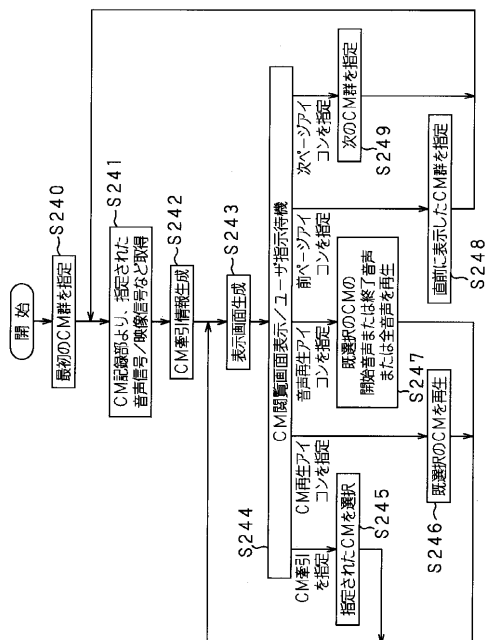 開始
最初のCM群を指定
S240
CM記録部より、指定された
音声信号/映像信号など取得
S241
CM牽引情報生成
S242
表示画面生成
S243
CM閲覧画面表示/ユーザ指示待機
S244
CM牽引
を指定
CM再生アイ
コンを指定
音声再生アイ
コンを指定
前ページアイ
コンを指定
次ページアイ
コンを指定
指定されたCMを選択
S245
既選択のCMを再生
S246
既選択のCMの
開始音声または終了音声
または全音声を再生
S247
直前に表示したCM群を指定
S248
次のCM群を指定
S249